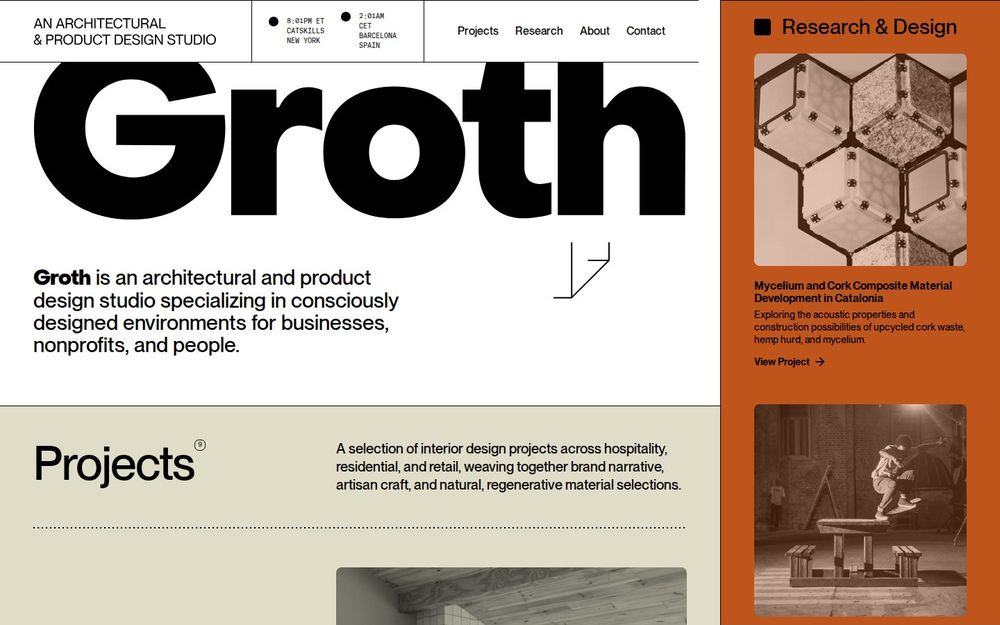 AN ARCHITECTURAL
& PRODUCT DESIGN STUDIO
8:01PM ET
CATSKILLS
NEW YORK
2:01AM
CET
BARCELONA
SPAIN
Projects
Research
About
Contact
Groth
Groth is an architectural and product
design studio specializing in consciously
designed environments for businesses,
nonprofits, and people.
Projects 9
A selection of interior design projects across hospitality,
residential, and retail, weaving together brand narrative,
artisan craft, and natural, regenerative material selections.
Research & Design
Mycelium and Cork Composite Material
Development in Catalonia
Exploring the acoustic properties and
construction possibilities of upcycled cork waste,
hemp hurd, and mycelium.
View Project →